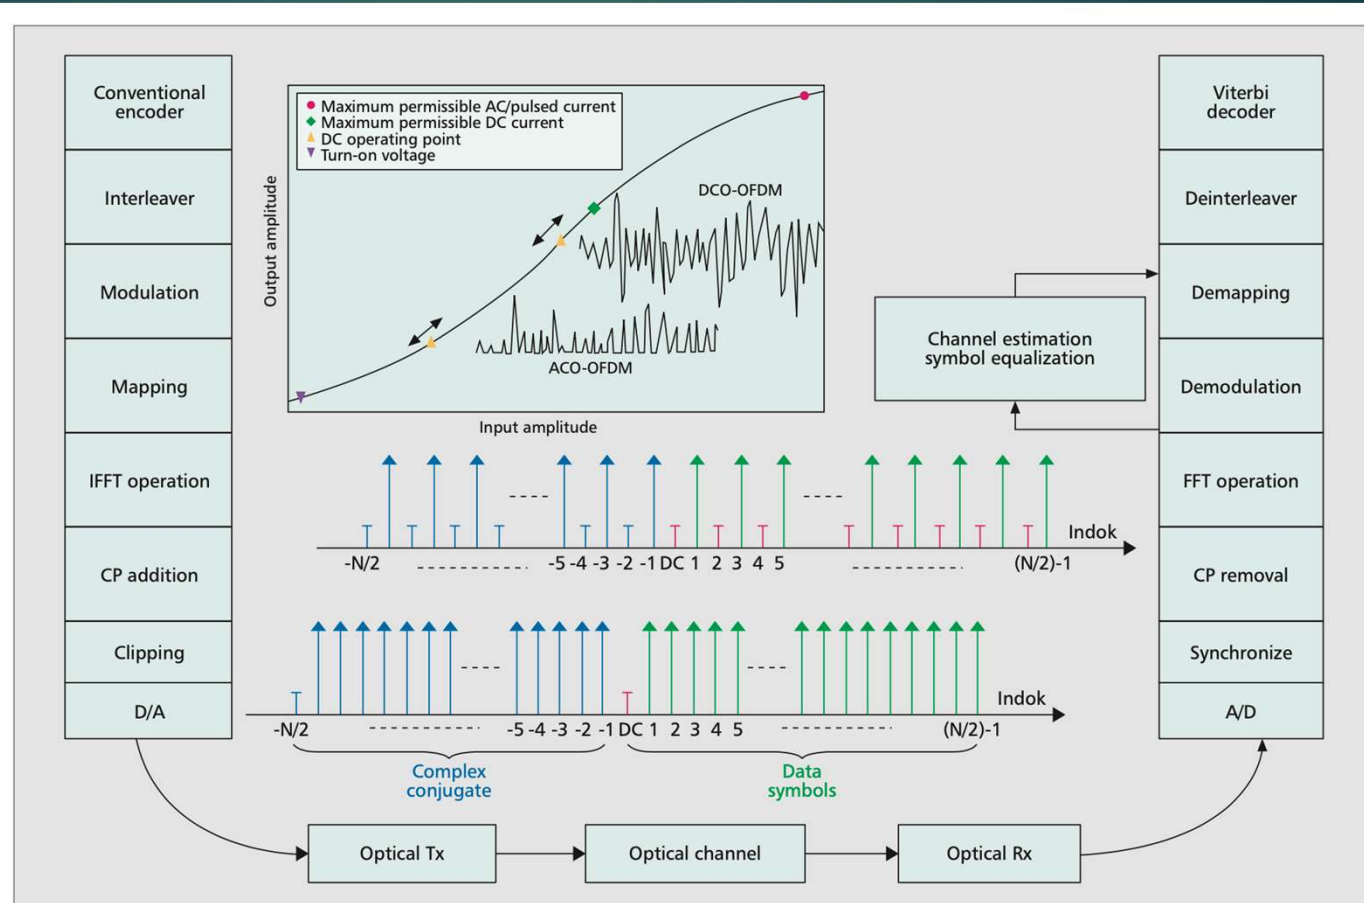 Conventional
encoder
Interleaver
Modulation
Mapping
IFFT operation
CP addition
Clipping
D/A
Maximum permissible AC/pulsed current
Maximum permissible DC current
DC operating point
Turn-on voltage
Output amplitude
DCO-OFDM
ACO-OFDM
Input amplitude
Indok
-N/2 -5 -4 -3 -2 -1 DC 1 2 3 4 5 (N/2)-1
Indok
-N/2 -5 -4 -3 -2 -1 DC 1 2 3 4 5 (N/2)-1
Complex
conjugate
Data
symbols
Optical Tx
Optical channel
Optical Rx
Channel estimation
symbol equalization
Viterbi
decoder
Deinterleaver
Demapping
Demodulation
FFT operation
CP removal
Synchronize
A/D